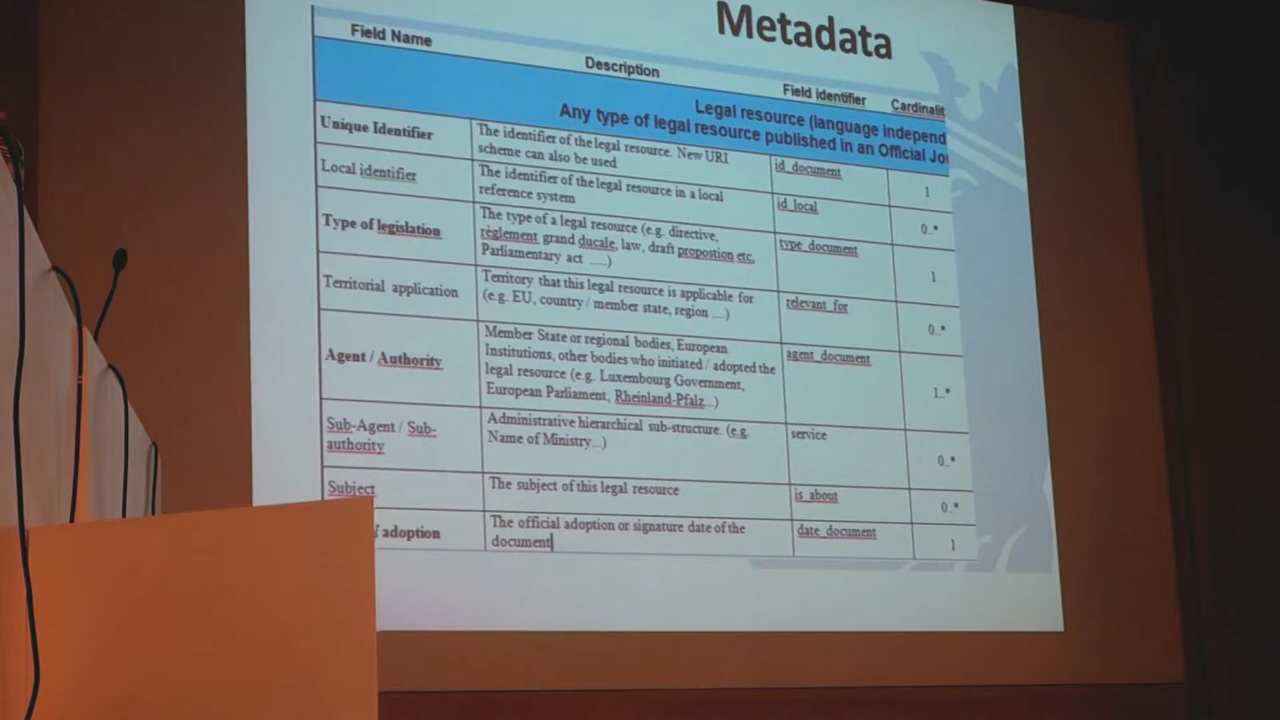 Metadata
Field Name
Description
Field Identifier
Cardinalit
Legal resource (language independ
Any type of legal resource published in an Official Jo
Unique Identifier
The identifier of the legal resource. New URI
scheme can also be used
id_document
1
Local identifier
The identifier of the legal resource in a local
reference system
id_local
0..*
Type of legislation
The type of a legal resource (e.g. directive,
règlement grand ducale, law, draft propostion etc,
Parliamentary act ....)
type_document
1
Territorial application
Territory that this legal resource is applicable for
(e.g. EU, country / member state, region ....)
relevant_for
0..*
Agent / Authority
Member State or regional bodies, European
Institutions, other bodies who initiated / adopted the
legal resource (e.g. Luxembourg Government,
European Parliament, Rheinland-Pfalz...)
agent_document
1..*
Sub-Agent / Sub-
authority
Administrative hierarchical sub-structure. (e.g.
Name of Ministry...)
service
0..*
Subject
The subject of this legal resource
is_about
0..*
adoption
The official adoption or signature date of the
document
date_document
1